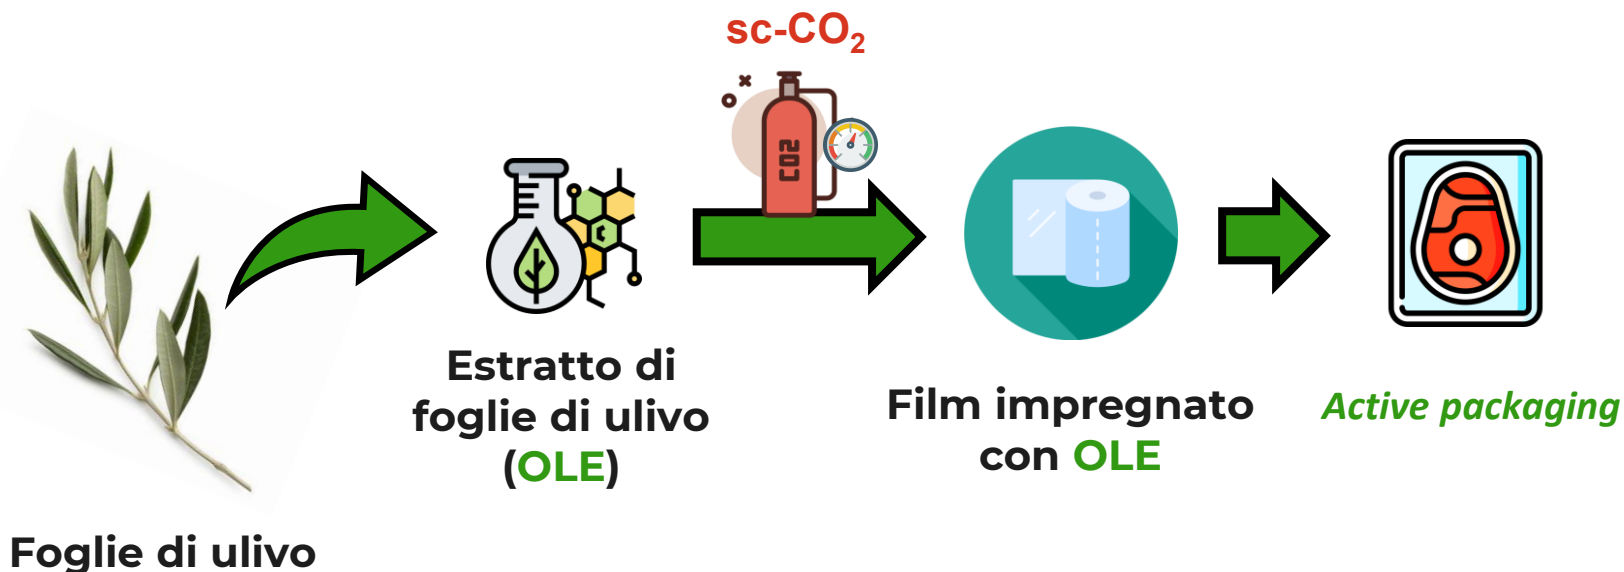 sc-CO₂
CO2
Foglie di ulivo
Estratto di
foglie di ulivo
(OLE)
Film impregnato
con OLE
Active packaging